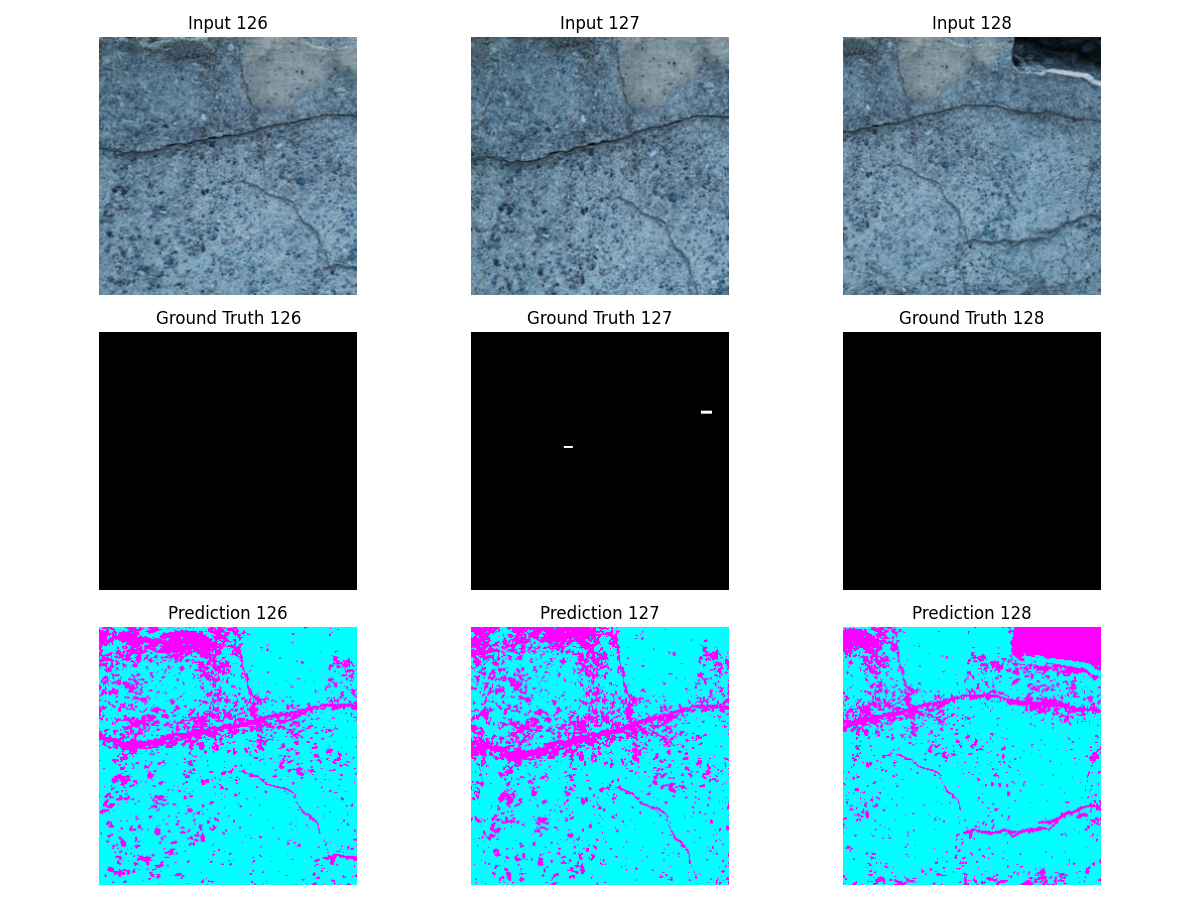 Input 126
Input 127
Input 128
Ground Truth 126
Ground Truth 127
Ground Truth 128
Prediction 126
Prediction 127
Prediction 128